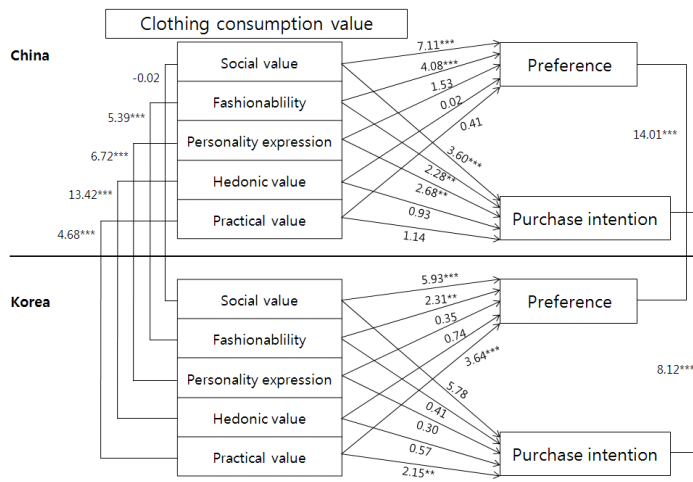 Clothing consumption value
China
Social value
Fashionablility
Personality expression
Hedonic value
Practical value
Preference
Purchase intention
-0.02
5.39***
6.72***
13.42***
4.68***
7.11***
4.08***
1.53
0.02
0.41
3.60***
2.28**
2.68**
0.93
1.14
14.01***
Korea
Social value
Fashionablility
Personality expression
Hedonic value
Practical value
Preference
Purchase intention
5.93***
2.31**
0.35
0.74
3.64***
5.78
0.41
0.30
0.57
2.15**
8.12***